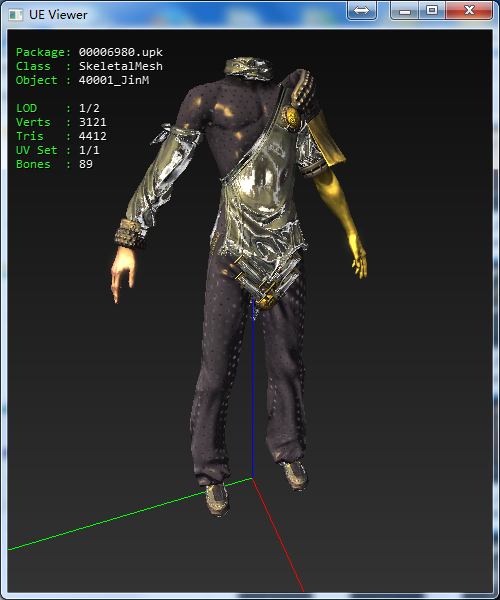 UE Viewer
Package: 00006980.upk
Class : SkeletalMesh
Object : 40001_JinM
LOD : 1/2
Verts : 3121
Tris : 4412
UV Set : 1/1
Bones : 89